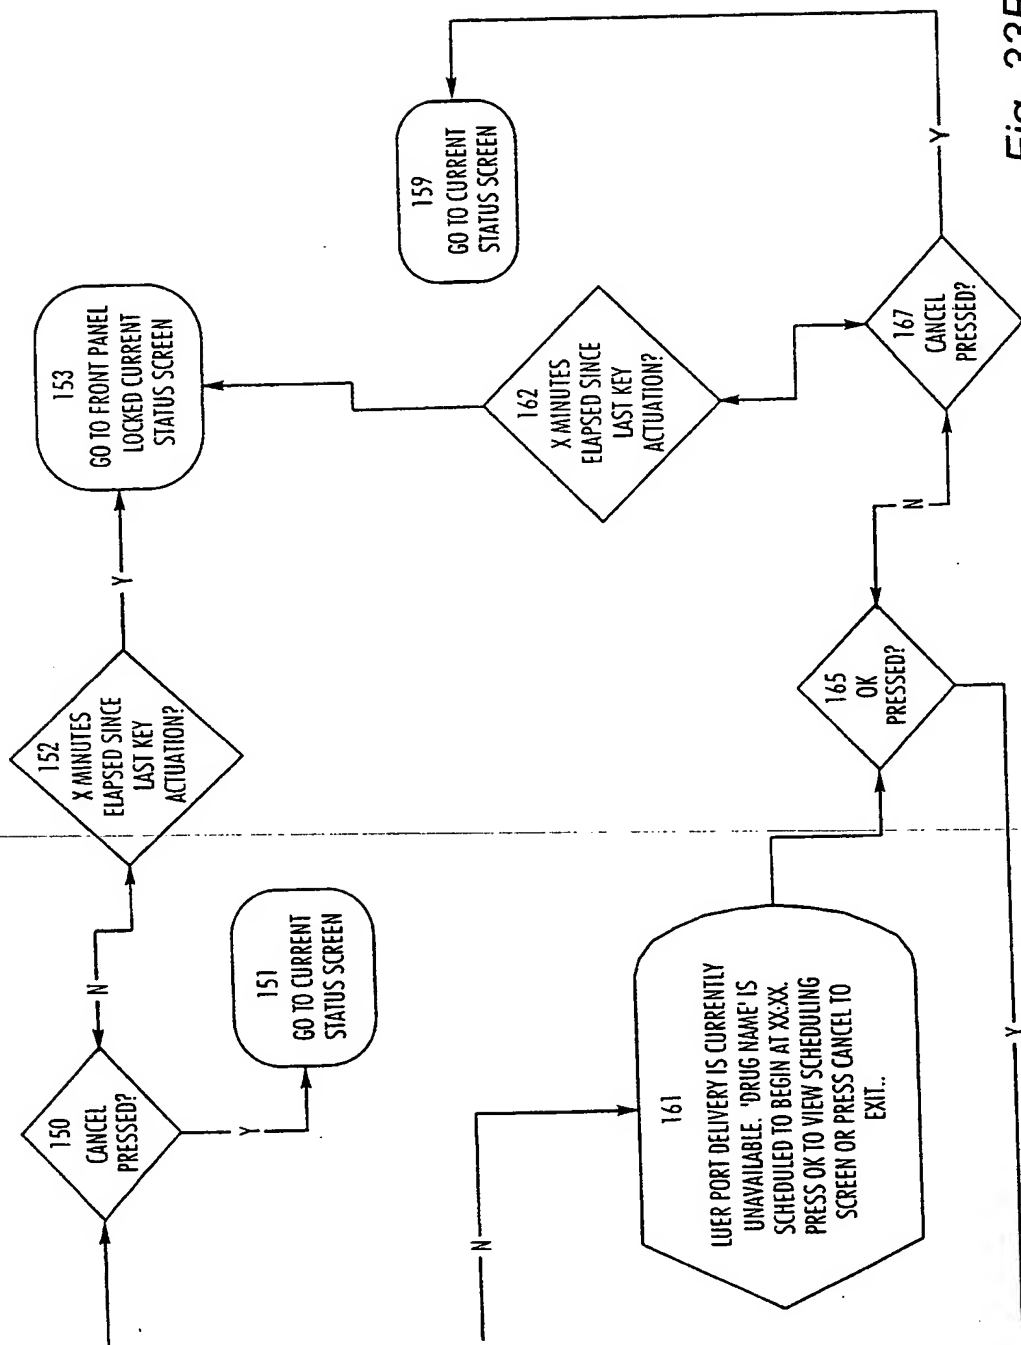 150
CANCEL
PRESSED?
N
Y
151
GO TO CURRENT
STATUS SCREEN
152
X MINUTES
ELAPSED SINCE
LAST KEY
ACTUATION?
Y
153
GO TO FRONT PANEL
LOCKED CURRENT
STATUS SCREEN
159
GO TO CURRENT
STATUS SCREEN
162
X MINUTES
ELAPSED SINCE
LAST KEY
ACTUATION?
N
161
LUER PORT DELIVERY IS CURRENTLY
UNAVAILABLE. 'DRUG NAME' IS
SCHEDULED TO BEGIN AT XX:XX.
PRESS OK TO VIEW SCHEDULING
SCREEN OR PRESS CANCEL TO
EXIT..
165
OK
PRESSED?
N
Y
167
CANCEL
PRESSED?
Y
Fig.